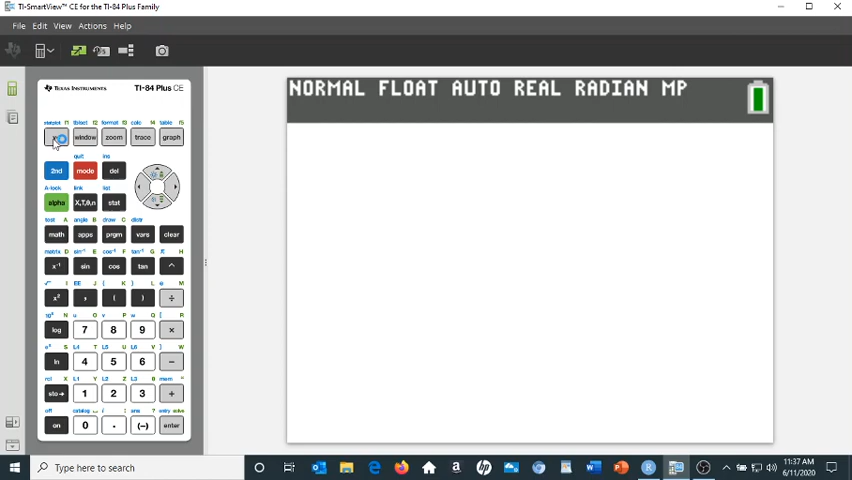 TI-SmartView™ CE for the TI-84 Plus Family
File Edit View Actions Help
TEXAS INSTRUMENTS TI-84 Plus CE
NORMAL FLOAT AUTO REAL RADIAN MP
statplot f1 tblset f2 format f3 calc f4 table f5
window zoom trace graph
quit ins
2nd mode del
A-lock link list
alpha X,T,θ,n stat
test A angle B draw C distr
math apps prgm vars clear
matrix D sin⁻¹ E cos⁻¹ F tan⁻¹ G π H
x⁻¹ sin cos tan ^
√ I EE J { K } L e M
x² , ( ) ÷
10ˣ N u O v P w Q [ R
log 7 8 9 ×
eˣ S L4 T L5 U L6 V ] W
ln 4 5 6 −
rcl X L1 Y L2 Z L3 θ mem "
sto→ 1 2 3 +
off catalog i : ans ? entry solve
on 0 . (−) enter
Type here to search
11:37 AM
6/11/2020